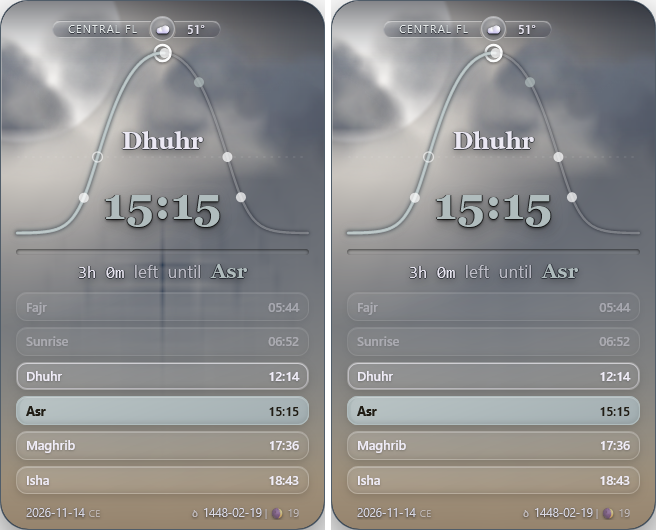 CENTRAL FL 51°
Dhuhr
15:15
3h 0m left until Asr
Fajr 05:44
Sunrise 06:52
Dhuhr 12:14
Asr 15:15
Maghrib 17:36
Isha 18:43
2026-11-14 CE 1448-02-19 | 19
CENTRAL FL 51°
Dhuhr
15:15
3h 0m left until Asr
Fajr 05:44
Sunrise 06:52
Dhuhr 12:14
Asr 15:15
Maghrib 17:36
Isha 18:43
2026-11-14 CE 1448-02-19 | 19